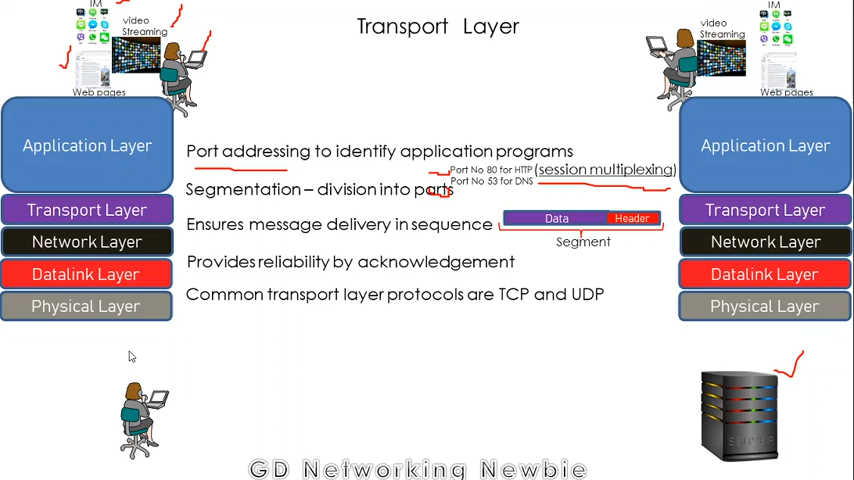 IM
Transport Layer
video
Streaming
video
Streaming
Web pages
Web pages
Application Layer
Application Layer
Port addressing to identify application programs
Port No 80 for HTTP (session multiplexing)
Port No 53 for DNS
Segmentation – division into parts
Transport Layer
Transport Layer
Ensures message delivery in sequence
Data
Header
Segment
Network Layer
Network Layer
Provides reliability by acknowledgement
Datalink Layer
Datalink Layer
Common transport layer protocols are TCP and UDP
Physical Layer
Physical Layer
GD Networking Newbie